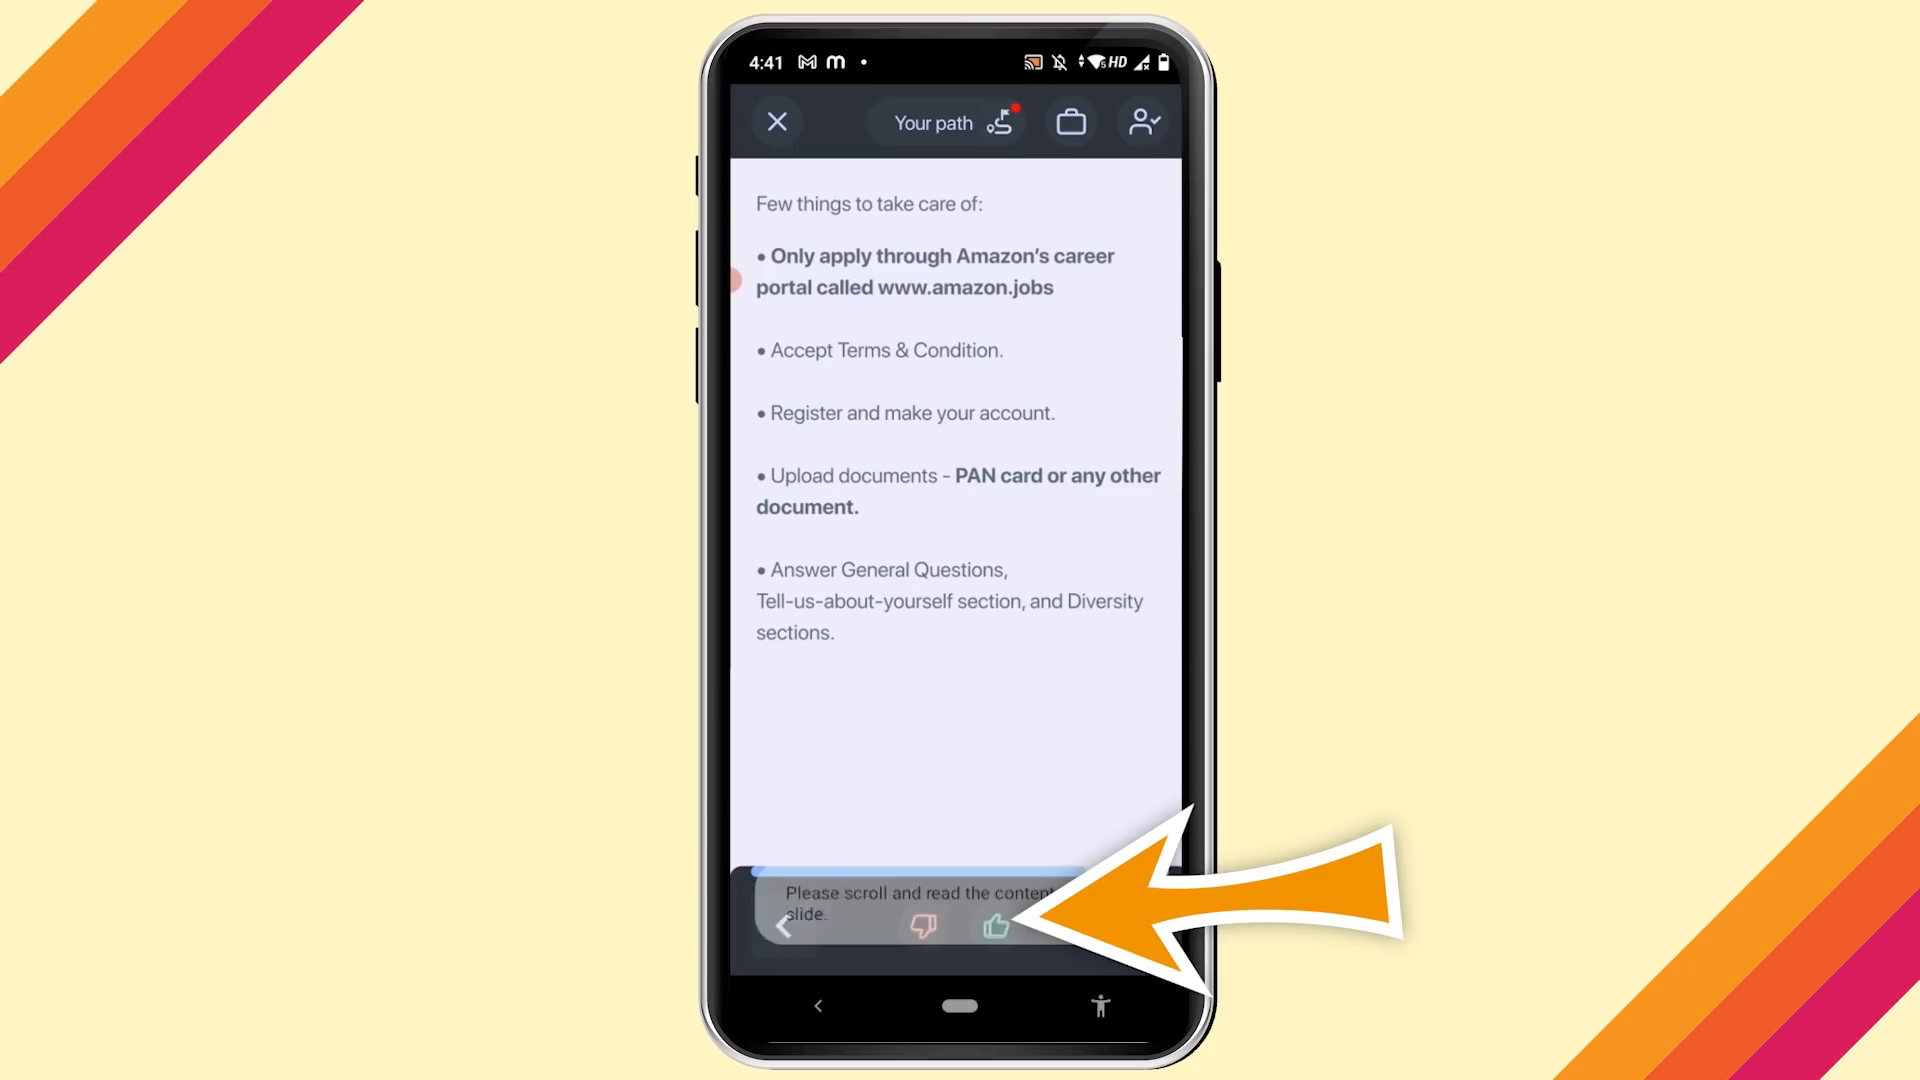 4:41
HD
Your path
Few things to take care of:
• Only apply through Amazon's career
portal called www.amazon.jobs
• Accept Terms & Condition.
• Register and make your account.
• Upload documents - PAN card or any other
document.
• Answer General Questions,
Tell-us-about-yourself section, and Diversity
sections.
Please scroll and read the content
slide.